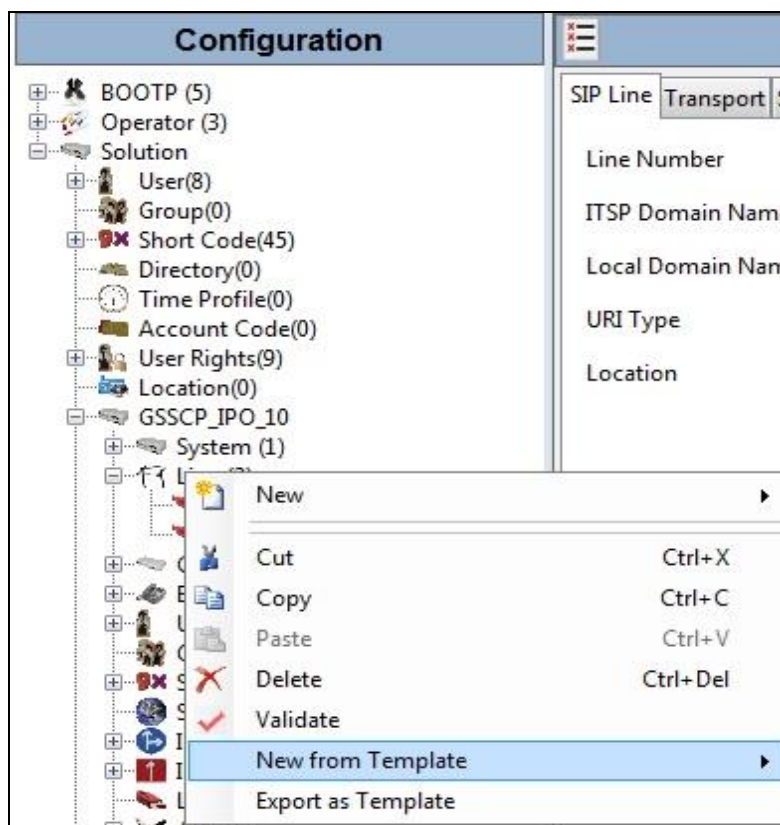 Configuration
BOOTP (5)
Operator (3)
Solution
User(8)
Group(0)
Short Code(45)
Directory(0)
Time Profile(0)
Account Code(0)
User Rights(9)
Location(0)
GSSCP_IPO_10
System (1)
New
Cut Ctrl+X
Copy Ctrl+C
Paste Ctrl+V
Delete Ctrl+Del
Validate
New from Template
Export as Template
SIP Line Transport
Line Number
ITSP Domain Nam
Local Domain Nam
URI Type
Location